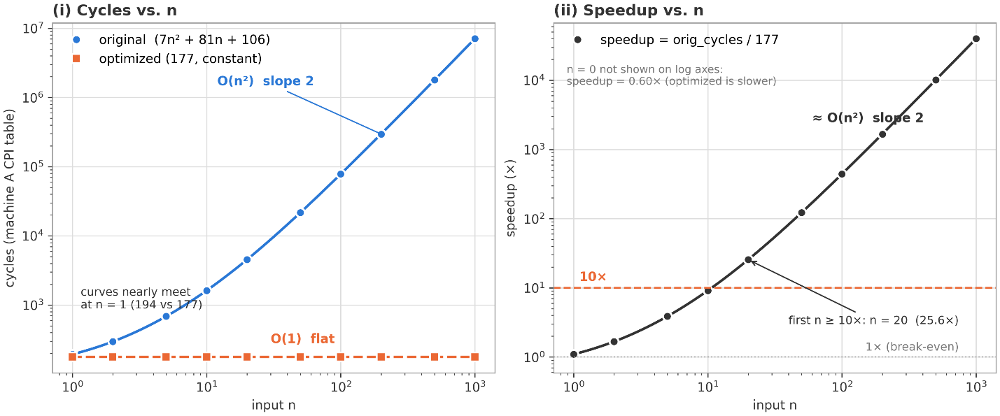 (i) Cycles vs. n
original  (7n² + 81n + 106)
optimized (177, constant)
O(n²)  slope 2
curves nearly meet
at n = 1 (194 vs 177)
O(1)  flat
10⁷
10⁶
10⁵
10⁴
10³
cycles (machine A CPI table)
10⁰
10¹
10²
10³
input n
(ii) Speedup vs. n
speedup = orig_cycles / 177
n = 0 not shown on log axes:
speedup = 0.60× (optimized is slower)
≈ O(n²)  slope 2
10×
first n ≥ 10×: n = 20  (25.6×)
1× (break-even)
10⁴
10³
10²
10¹
10⁰
speedup (×)
10⁰
10¹
10²
10³
input n